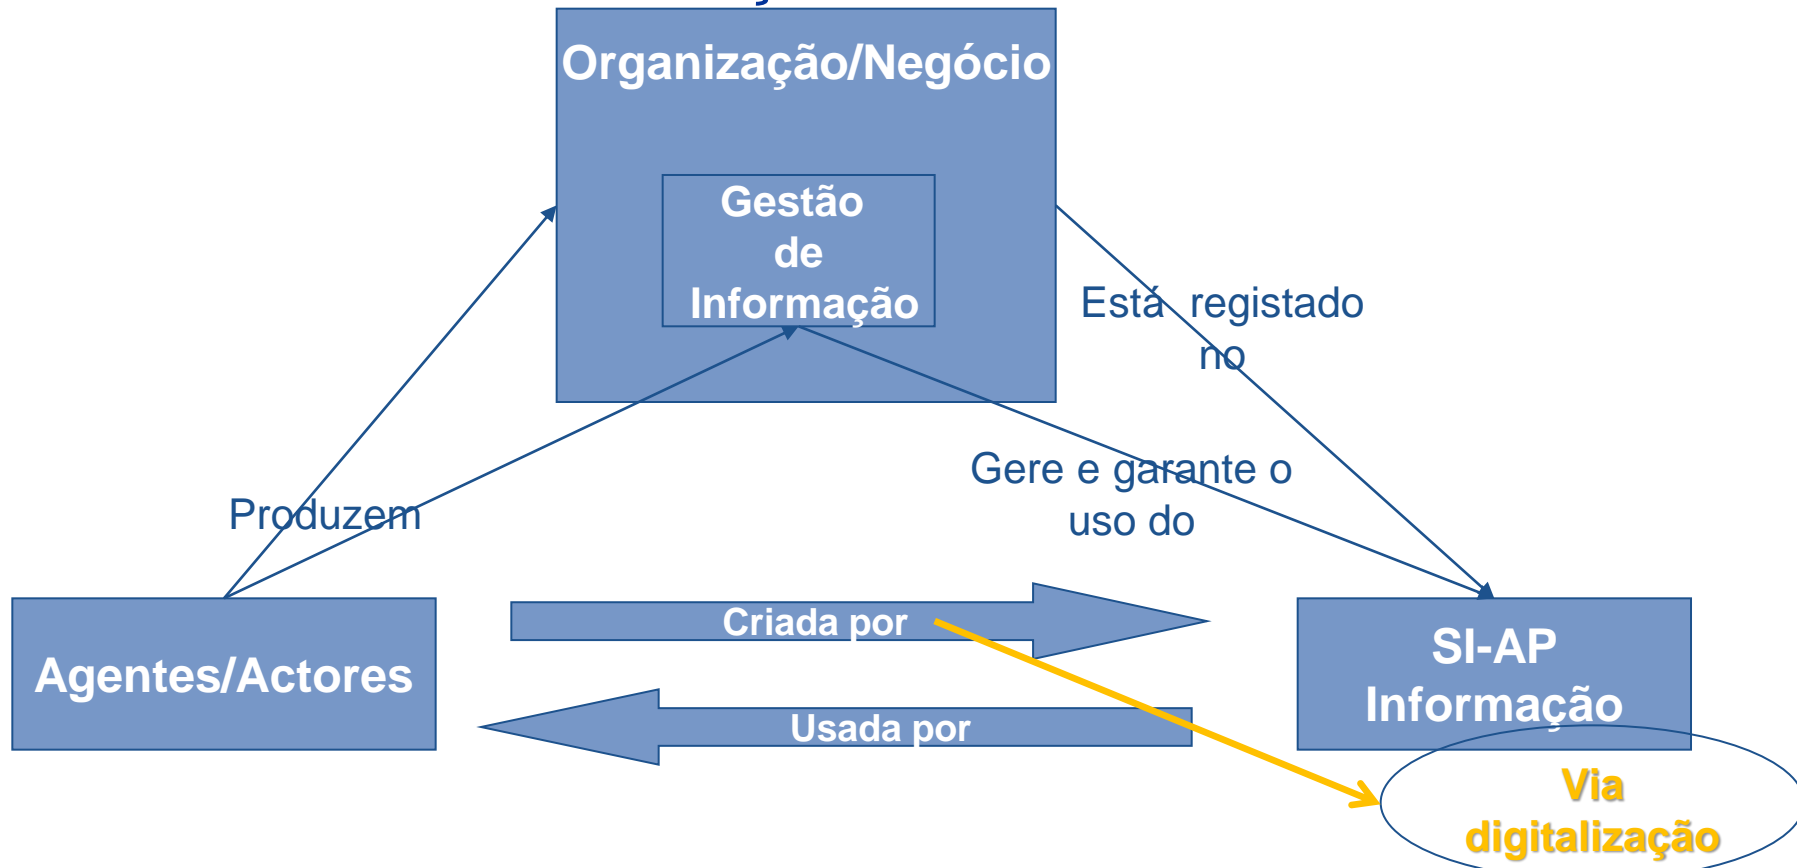 Organização/Negócio
Gestão
de
Informação
Está registado
no
Gere e garante o
uso do
Produzem
Criada por
Usada por
Agentes/Actores
SI-AP
Informação
Via
digitalização